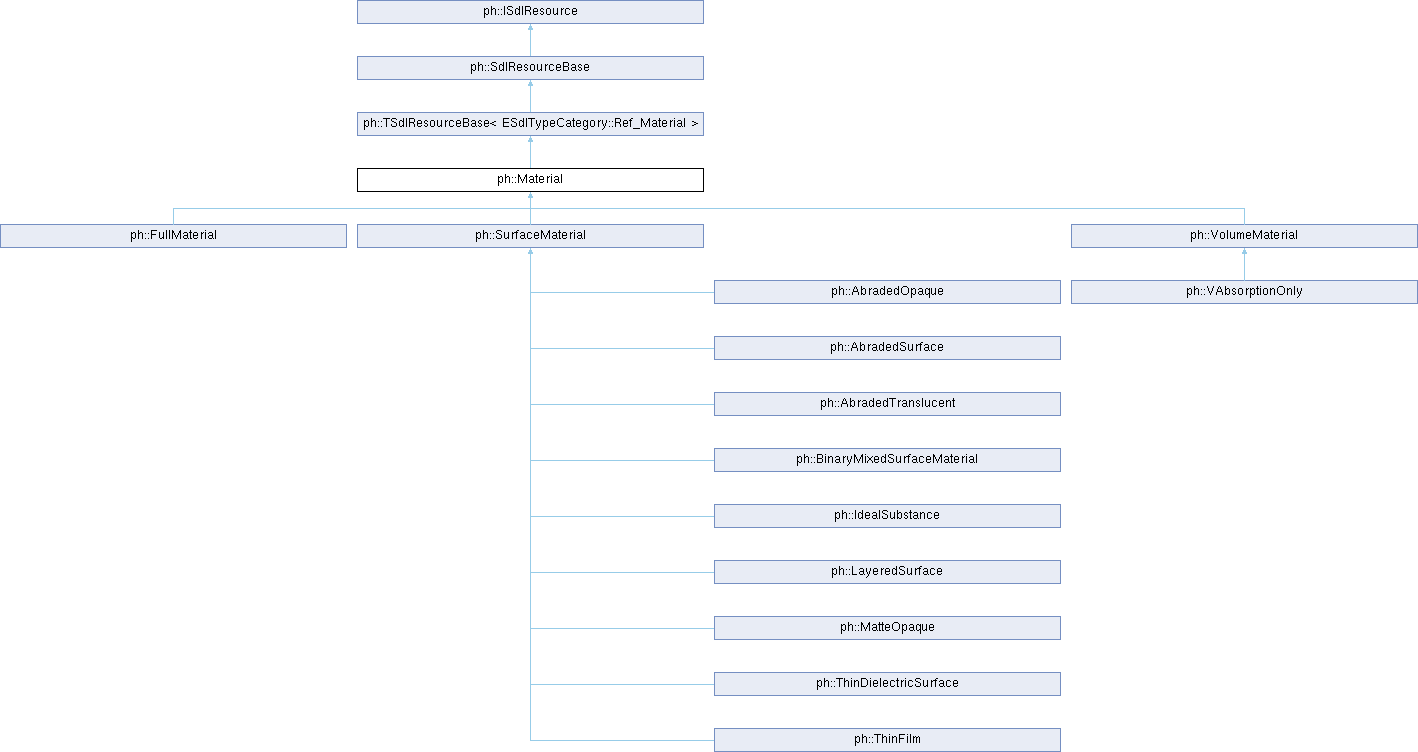 ph::ISdlResource
ph::SdlResourceBase
ph::TSdlResourceBase< ESdlTypeCategory::Ref_Material >
ph::Material
ph::FullMaterial
ph::SurfaceMaterial
ph::VolumeMaterial
ph::AbradedOpaque
ph::VAbsorptionOnly
ph::AbradedSurface
ph::AbradedTranslucent
ph::BinaryMixedSurfaceMaterial
ph::IdealSubstance
ph::LayeredSurface
ph::MatteOpaque
ph::ThinDielectricSurface
ph::ThinFilm